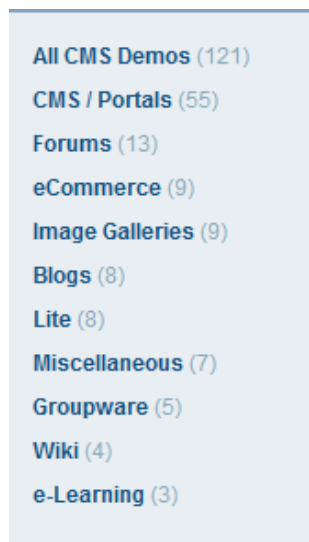 All CMS Demos (121)
CMS / Portals (55)
Forums (13)
eCommerce (9)
Image Galleries (9)
Blogs (8)
Lite (8)
Miscellaneous (7)
Groupware (5)
Wiki (4)
e-Learning (3)